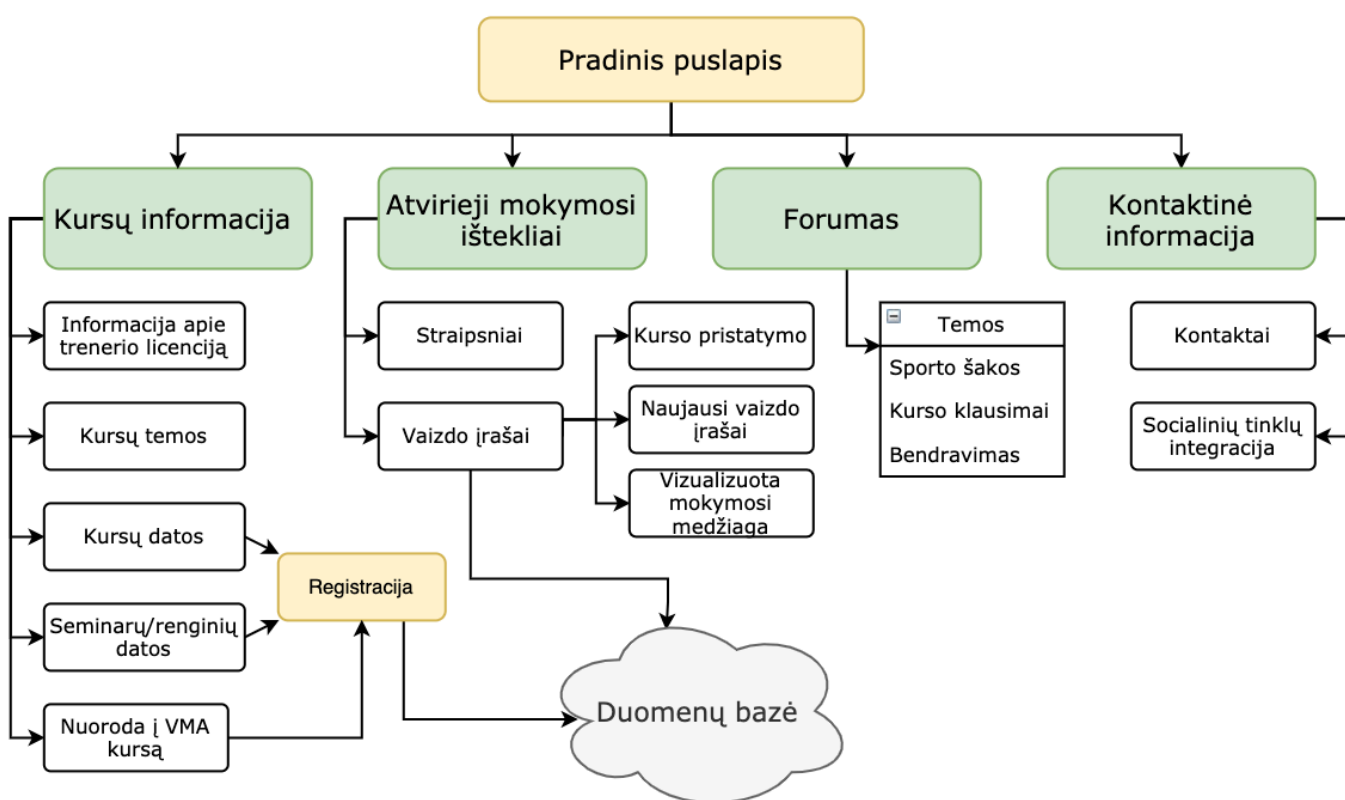 Pradinis puslapis
Kursų informacija
Atvirieji mokymosi
ištekliai
Forumas
Kontaktinė
informacija
Informacija apie
trenerio licenciją
Kursų temos
Kursų datos
Seminarų/renginių
datos
Nuoroda į VMA
kursą
Registracija
Straipsniai
Vaizdo įrašai
Kurso pristatymo
Naujausi vaizdo
įrašai
Vizualizuota
mokymosi
medžiaga
Temos
Sporto šakos
Kurso klausimai
Bendravimas
Kontaktai
Socialinių tinklų
integracija
Duomenų bazė